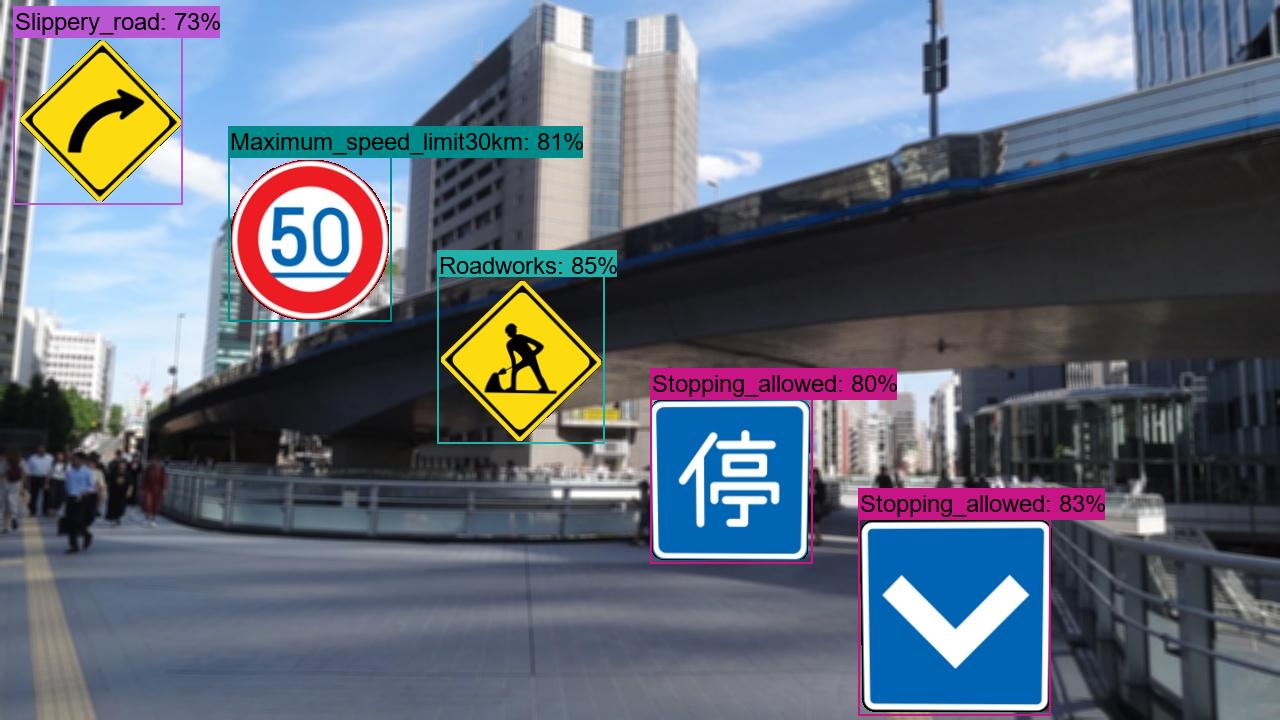 Slippery_road: 73%
Maximum_speed_limit30km: 81%
50
Roadworks: 85%
Stopping_allowed: 80%
停
Stopping_allowed: 83%